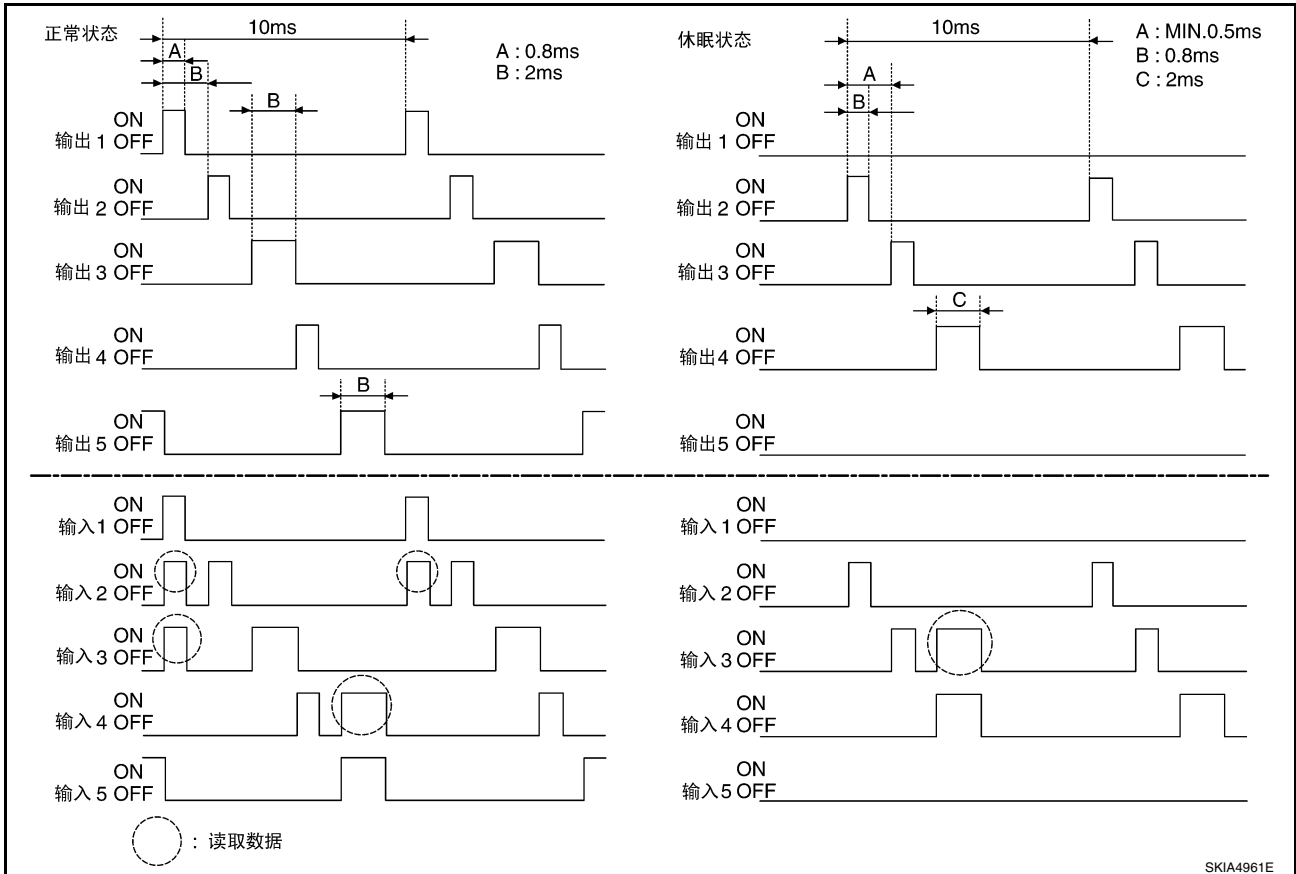 正常状态
10ms
A
B
B
A : 0.8ms
B : 2ms
ON
输出 1 OFF
ON
输出 2 OFF
ON
输出 3 OFF
ON
输出 4 OFF
B
ON
输出 5 OFF
休眠状态
10ms
A
B
A : MIN.0.5ms
B : 0.8ms
C : 2ms
ON
输出 1 OFF
ON
输出 2 OFF
ON
输出 3 OFF
C
ON
输出4 OFF
ON
输出5 OFF
ON
输入1 OFF
ON
输入 2 OFF
ON
输入 3 OFF
ON
输入 4 OFF
ON
输入 5 OFF
ON
输入 1 OFF
ON
输入 2 OFF
ON
输入 3 OFF
ON
输入 4 OFF
ON
输入5 OFF
: 读取数据
SKIA4961E